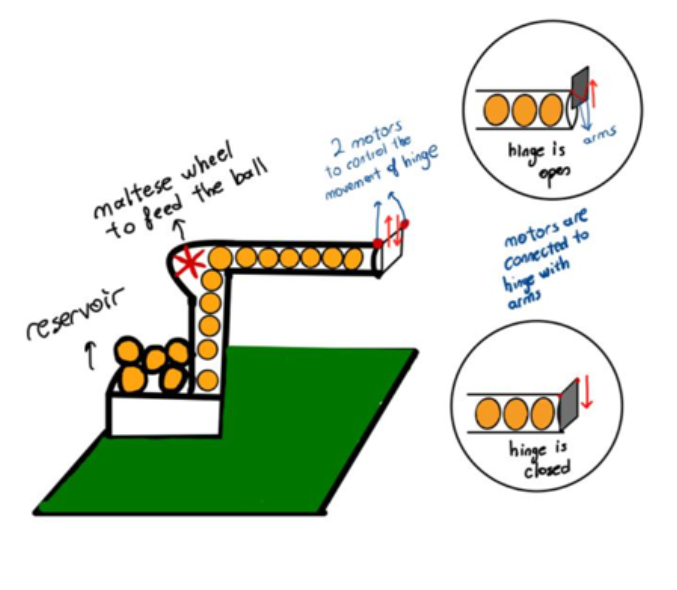 maltese wheel
to feed the ball
2 motors
to control the
movement of hinge
reservoir
arms
hinge is
open
motors are
connected to
hinge with
arms
hinge is
closed